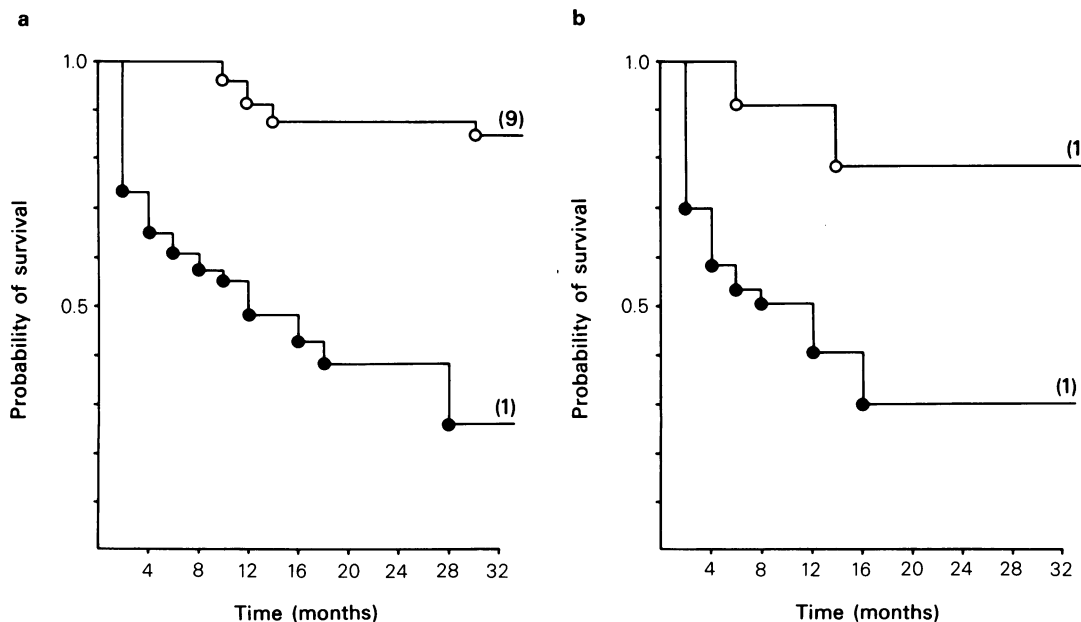 a
1.0
0.5
Probability of survival
(9)
(1)
4 8 12 16 20 24 28 32
Time (months)
b
1.0
0.5
Probability of survival
(1
(1)
4 8 12 16 20 24 28 32
Time (months)